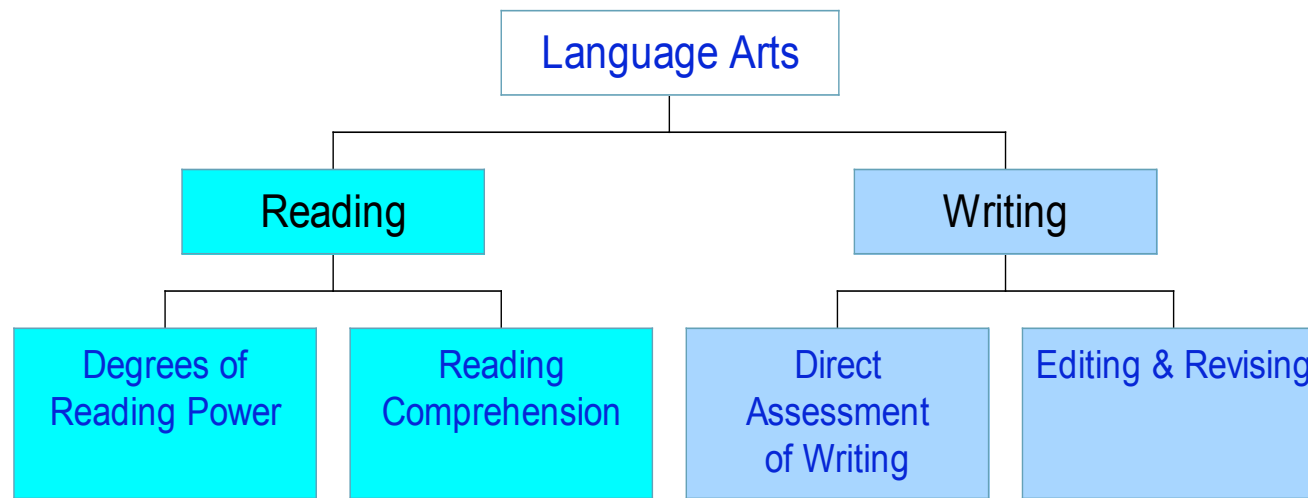 Language Arts
Reading
Writing
Degrees of
Reading Power
Reading
Comprehension
Direct
Assessment
of Writing
Editing & Revising